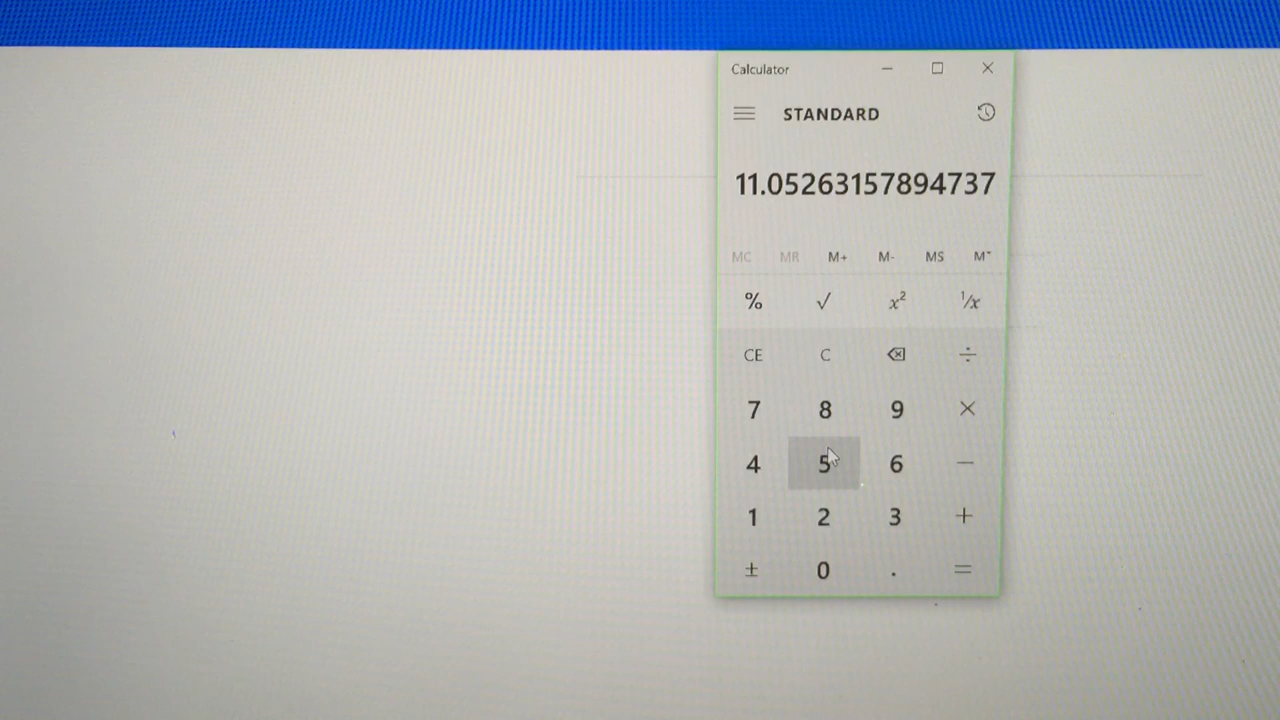 Calculator
STANDARD
11.05263157894737
MC MR M+ M- MS M˅
% √ x² ¹/x
CE C ÷
7 8 9 ×
4 5 6 −
1 2 3 +
± 0 . =